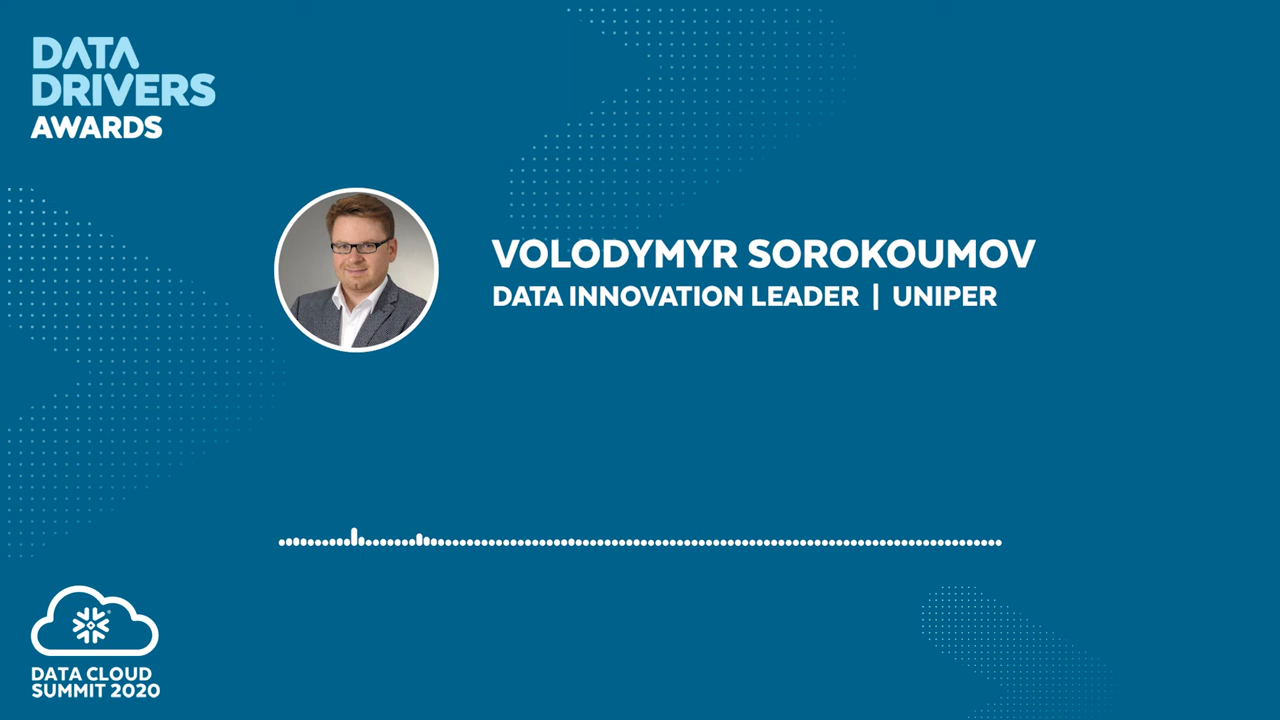 DATA
DRIVERS
AWARDS
VOLODYMYR SOROKOUMOV
DATA INNOVATION LEADER | UNIPER
DATA CLOUD
SUMMIT 2020